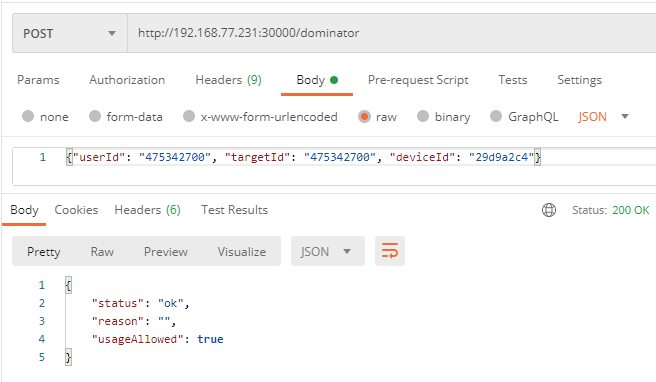 POST http://192.168.77.231:30000/dominator
Params Authorization Headers (9) Body Pre-request Script Tests Settings
none form-data x-www-form-urlencoded raw binary GraphQL JSON
1 {"userId": "475342700", "targetId": "475342700", "deviceId": "29d9a2c4"}
Body Cookies Headers (6) Test Results Status: 200 OK
Pretty Raw Preview Visualize JSON
1 {
2 "status": "ok",
3 "reason": "",
4 "usageAllowed": true
5 }